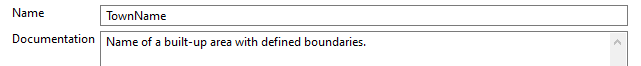 Name TownName
Documentation Name of a built-up area with defined boundaries.